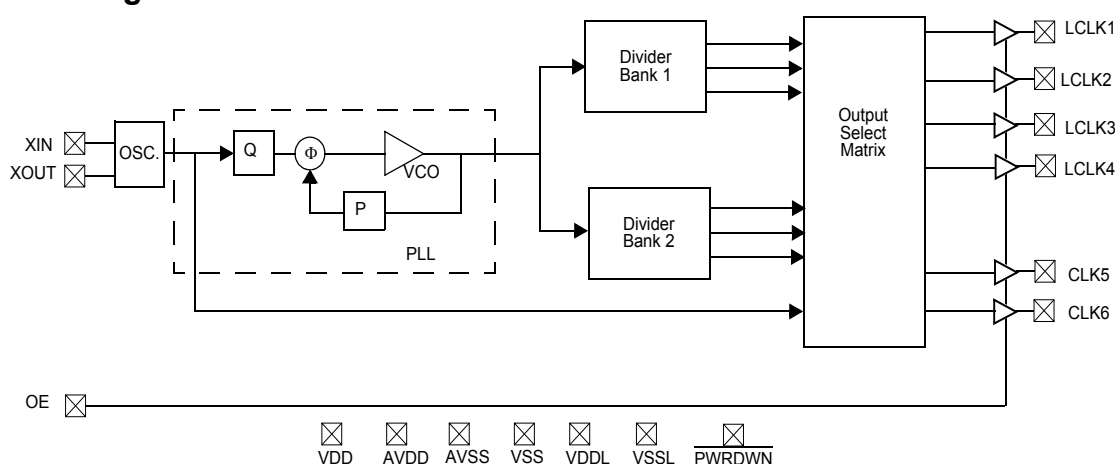 XIN
XOUT
OSC.
Q
Φ
VCO
P
PLL
Divider
Bank 1
Divider
Bank 2
Output
Select
Matrix
LCLK1
LCLK2
LCLK3
LCLK4
CLK5
CLK6
OE
VDD AVDD AVSS VSS VDDL VSSL PWRDWN